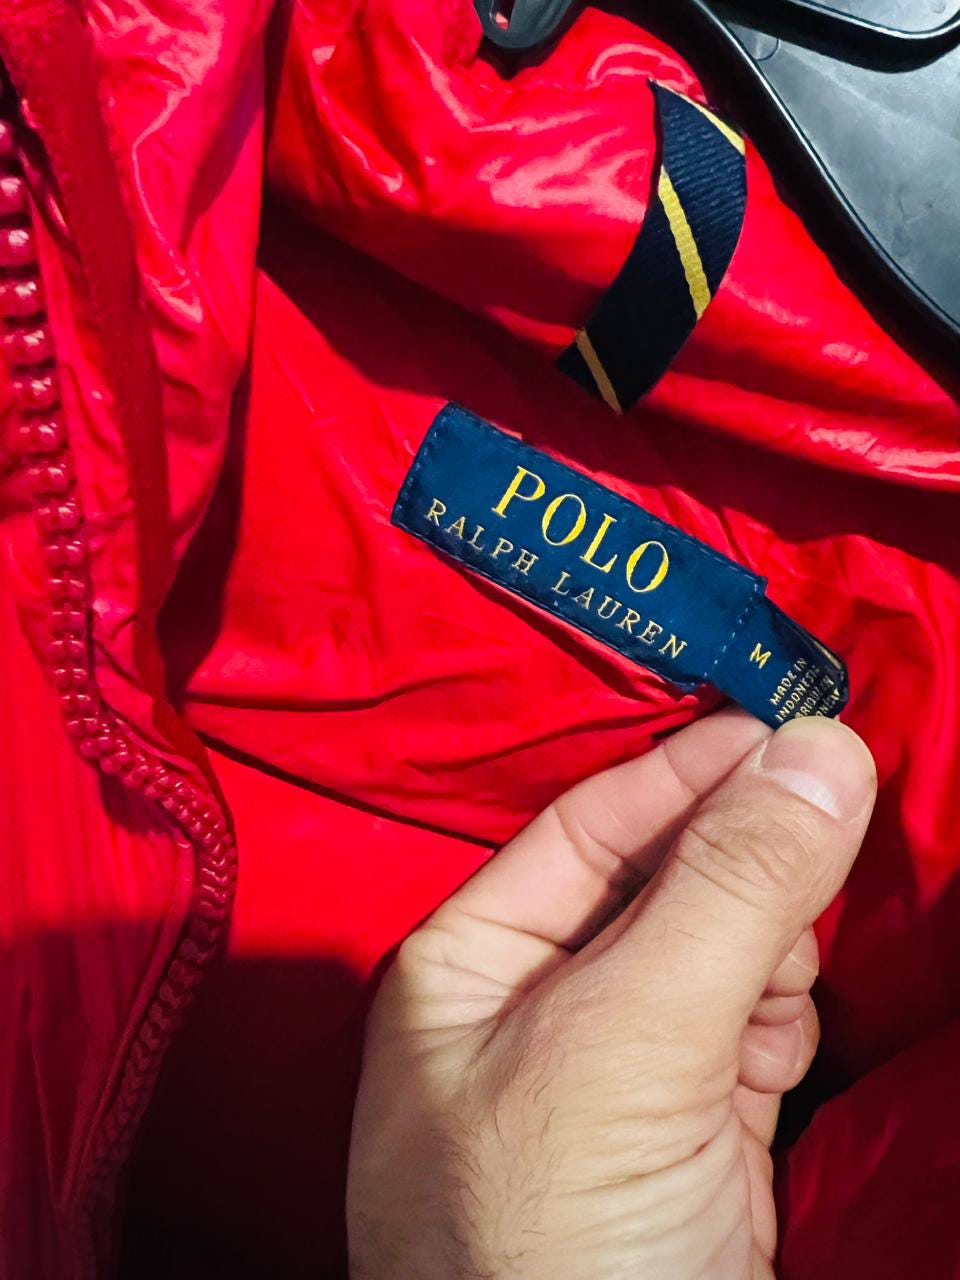 POLO
RALPH LAUREN
M
MADE IN
INDONESIA